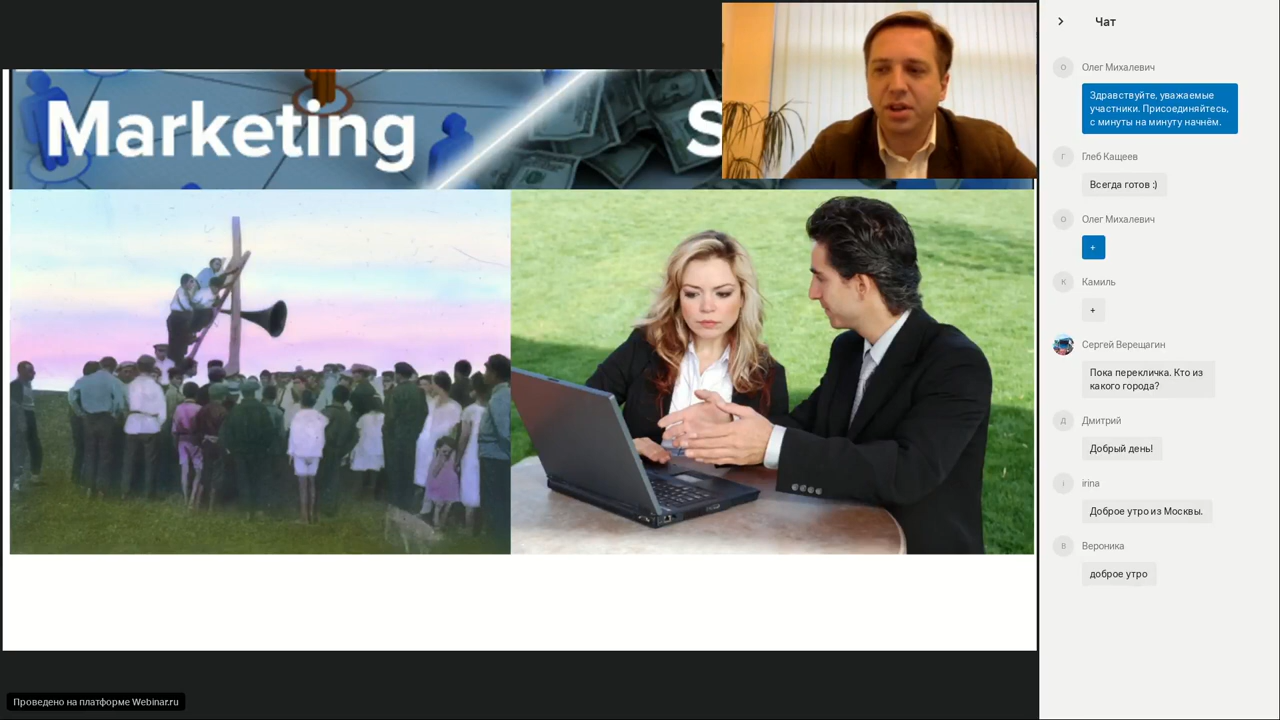 Marketing
S
Чат
Олег Михалевич
Здравствуйте, уважаемые
участники. Присоединяйтесь,
с минуты на минуту начнём.
Глеб Кащеев
Всегда готов :)
Олег Михалевич
+
Камиль
+
Сергей Верещагин
Пока перекличка. Кто из
какого города?
Дмитрий
Добрый день!
irina
Доброе утро из Москвы.
Вероника
доброе утро
Проведено на платформе Webinar.ru